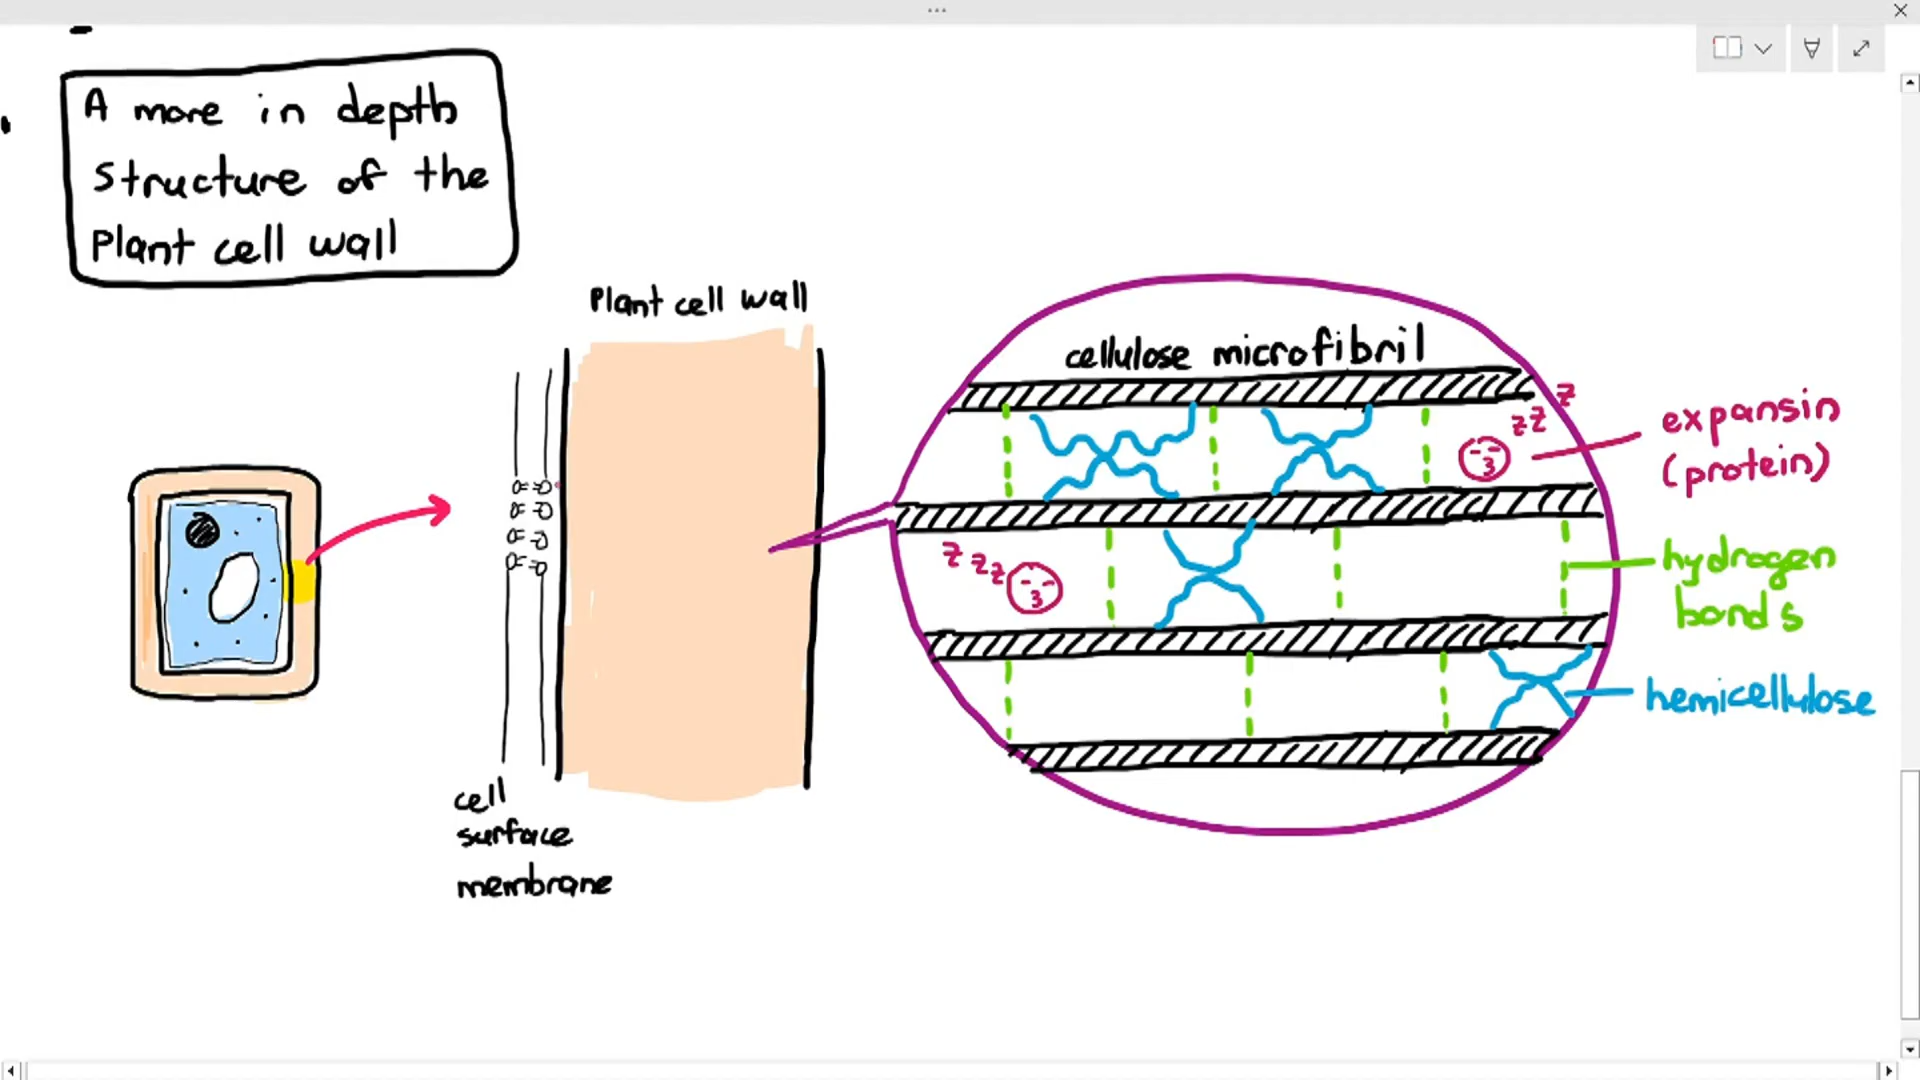 A more in depth
structure of the
Plant cell wall
Plant cell wall
cellulose microfibril
z z z
expansin
(protein)
z z z
hydrogen
bonds
hemicellulose
cell
surface
membrane